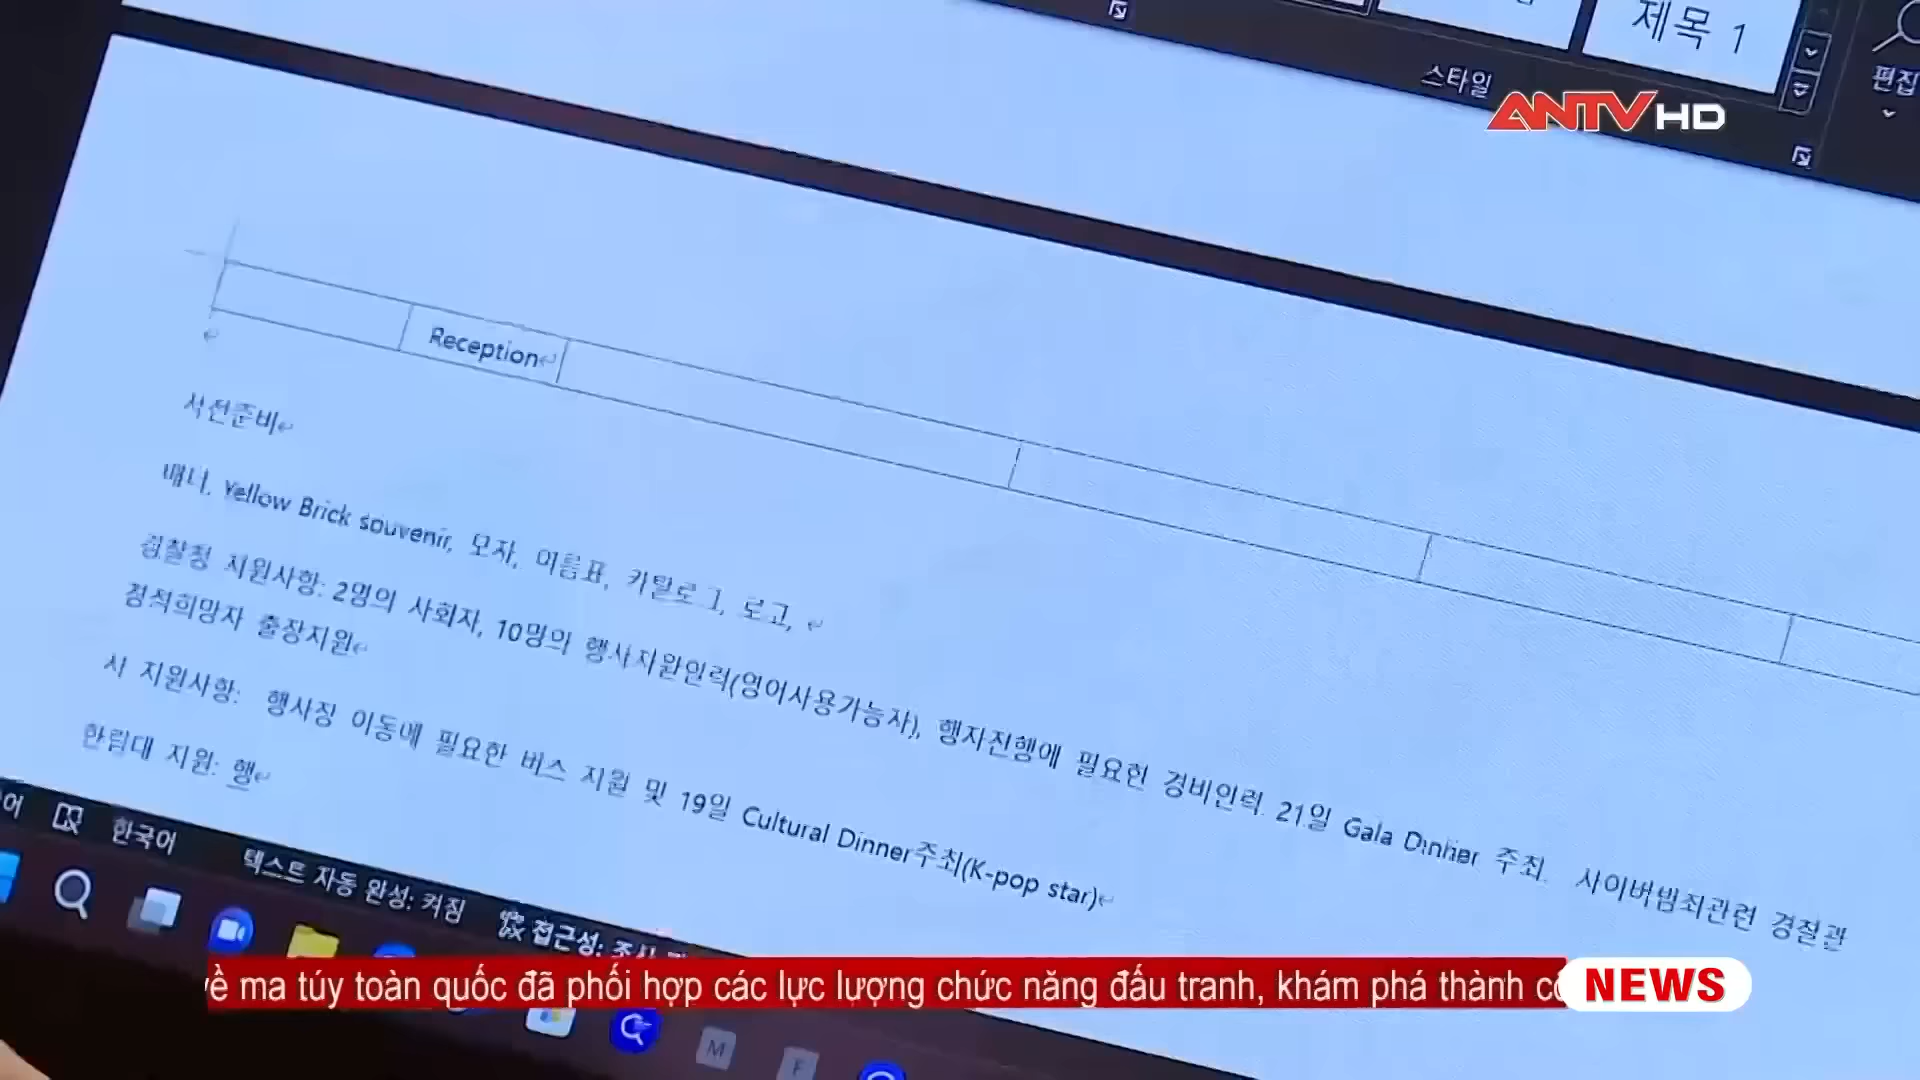 제목 1
스타일
편집
ANTV HD
Reception
사전준비
배너, Yellow Brick souvenir, 모자, 이름표, 카탈로그, 로고,
경찰청 지원사항: 2명의 사회자, 10명의 행사지원인력(영어사용가능자), 행자진행에 필요한 경비인력. 21일 Gala Dinner 주최. 사이버범죄관련 경찰관
참석희망자 출장지원
시 지원사항: 행사장 이동에 필요한 버스 지원 및 19일 Cultural Dinner주최(K-pop star)
한림대 지원: 행
한국어
텍스트 자동 완성: 켜짐
접근성:
về ma túy toàn quốc đã phối hợp các lực lượng chức năng đấu tranh, khám phá thành cô
NEWS
M
F